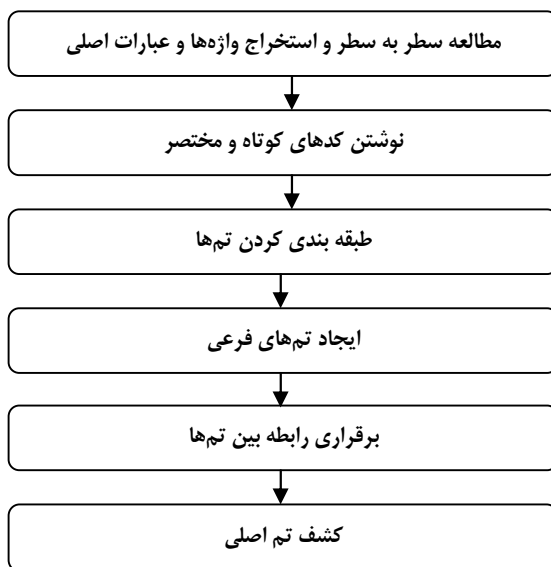 مطالعه سطر به سطر و استخراج واژه‌ها و عبارات اصلی
نوشتن کدهای کوتاه و مختصر
طبقه بندی کردن تم‌ها
ایجاد تم‌های فرعی
برقراری رابطه بین تم‌ها
کشف تم اصلی